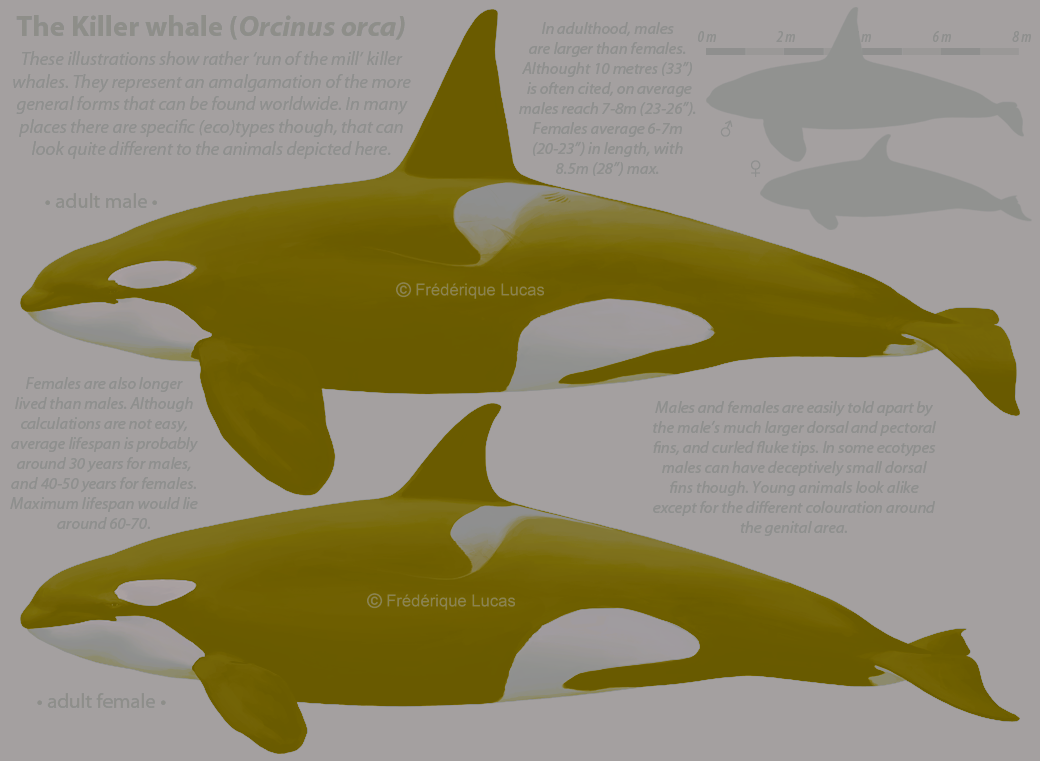 The Killer whale (Orcinus orca)
These illustrations show rather ‘run of the mill’ killer
whales. They represent an amalgamation of the more
general forms that can be found worldwide. In many
places there are specific (eco)types though, that can
look quite different to the animals depicted here.
In adulthood, males
are larger than females.
Althought 10 metres (33”)
is often cited, on average
males reach 7-8m (23-26”).
Females average 6-7m
(20-23”) in length, with
8.5m (28”) max.
0m 2m 4m 6m 8m
♂
♀
• adult male •
© Frédérique Lucas
Females are also longer
lived than males. Although
calculations are not easy,
average lifespan is probably
around 30 years for males,
and 40-50 years for females.
Maximum lifespan would lie
around 60-70.
Males and females are easily told apart by
the male’s much larger dorsal and pectoral
fins, and curled fluke tips. In some ecotypes
males can have deceptively small dorsal
fins though. Young animals look alike
except for the different colouration around
the genital area.
© Frédérique Lucas
• adult female •